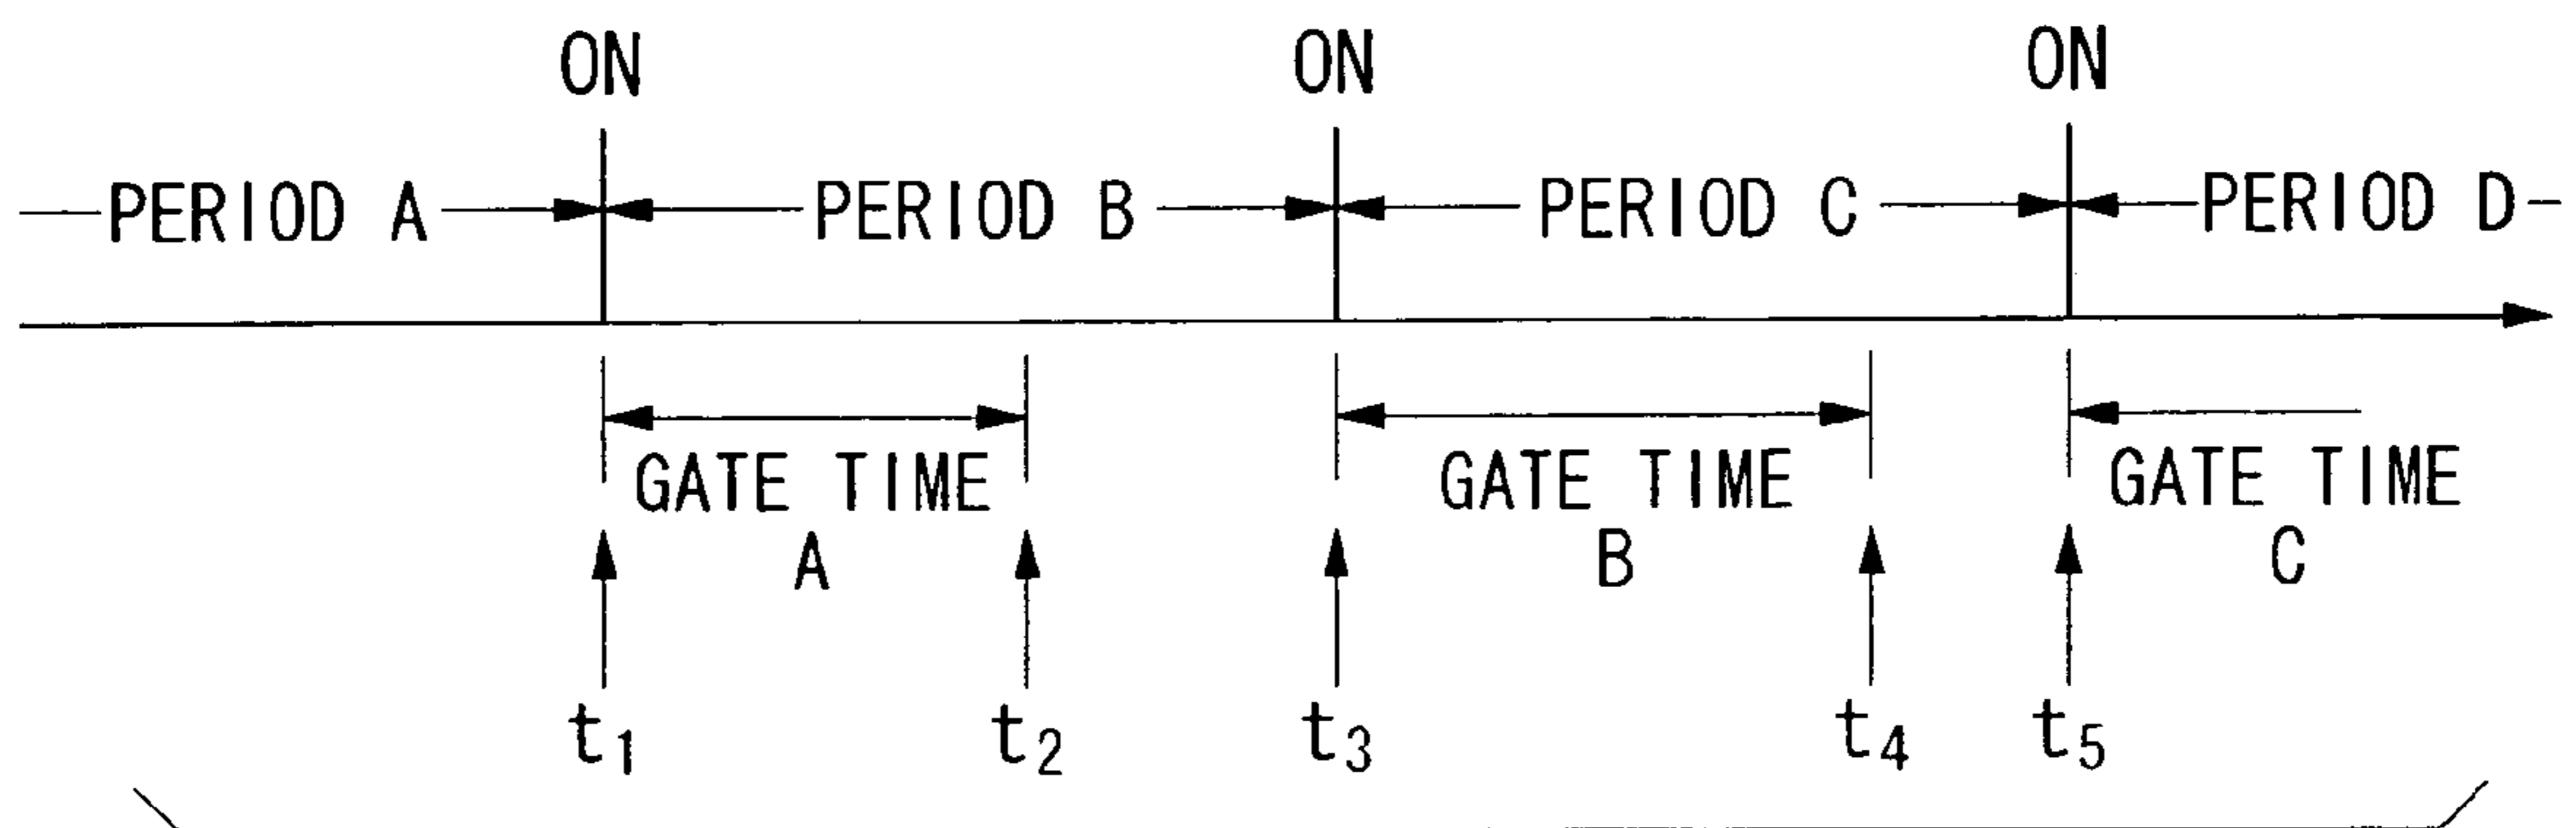 ON ON ON
PERIOD A PERIOD B PERIOD C PERIOD D
GATE TIME A GATE TIME B GATE TIME C
t1 t2 t3 t4 t5